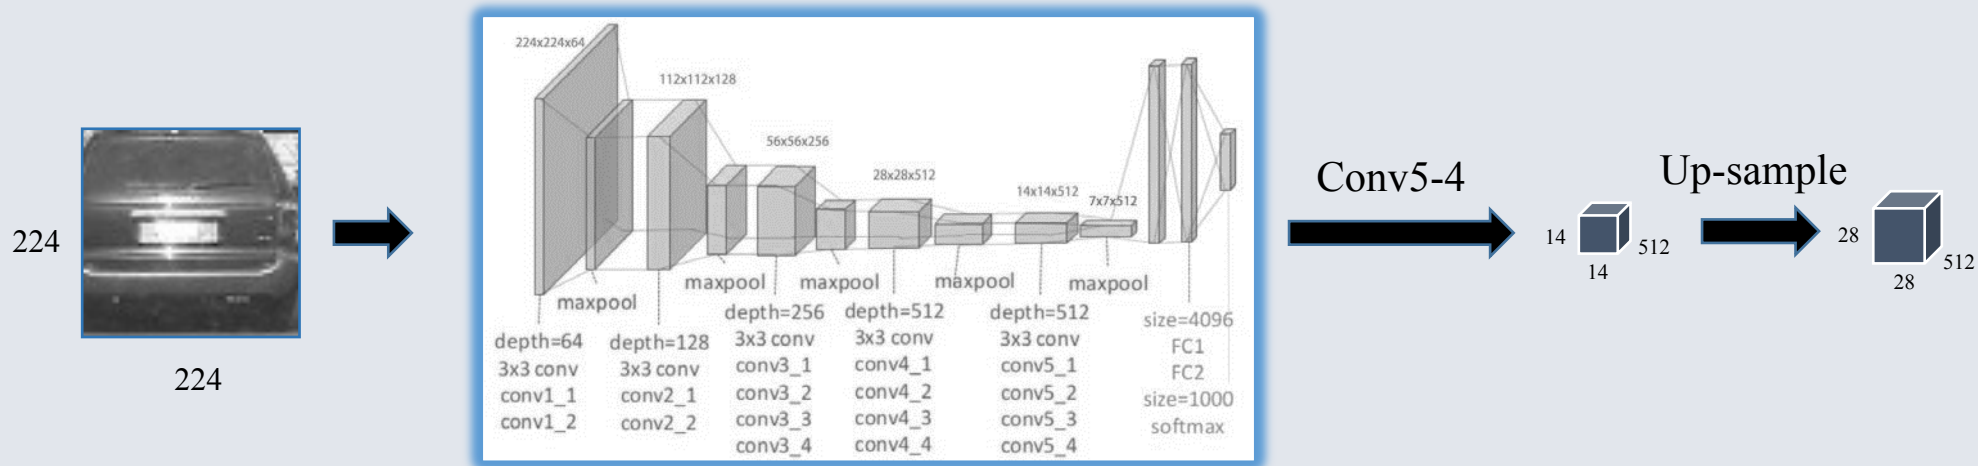 224
224
224x224x64
112x112x128
56x56x256
28x28x512
14x14x512
7x7x512
maxpool
maxpool
maxpool
maxpool
maxpool
depth=64
3x3 conv
conv1_1
conv1_2
depth=128
3x3 conv
conv2_1
conv2_2
depth=256
3x3 conv
conv3_1
conv3_2
conv3_3
conv3_4
depth=512
3x3 conv
conv4_1
conv4_2
conv4_3
conv4_4
depth=512
3x3 conv
conv5_1
conv5_2
conv5_3
conv5_4
size=4096
FC1
FC2
size=1000
softmax
Conv5-4
14
512
14
Up-sample
28
512
28